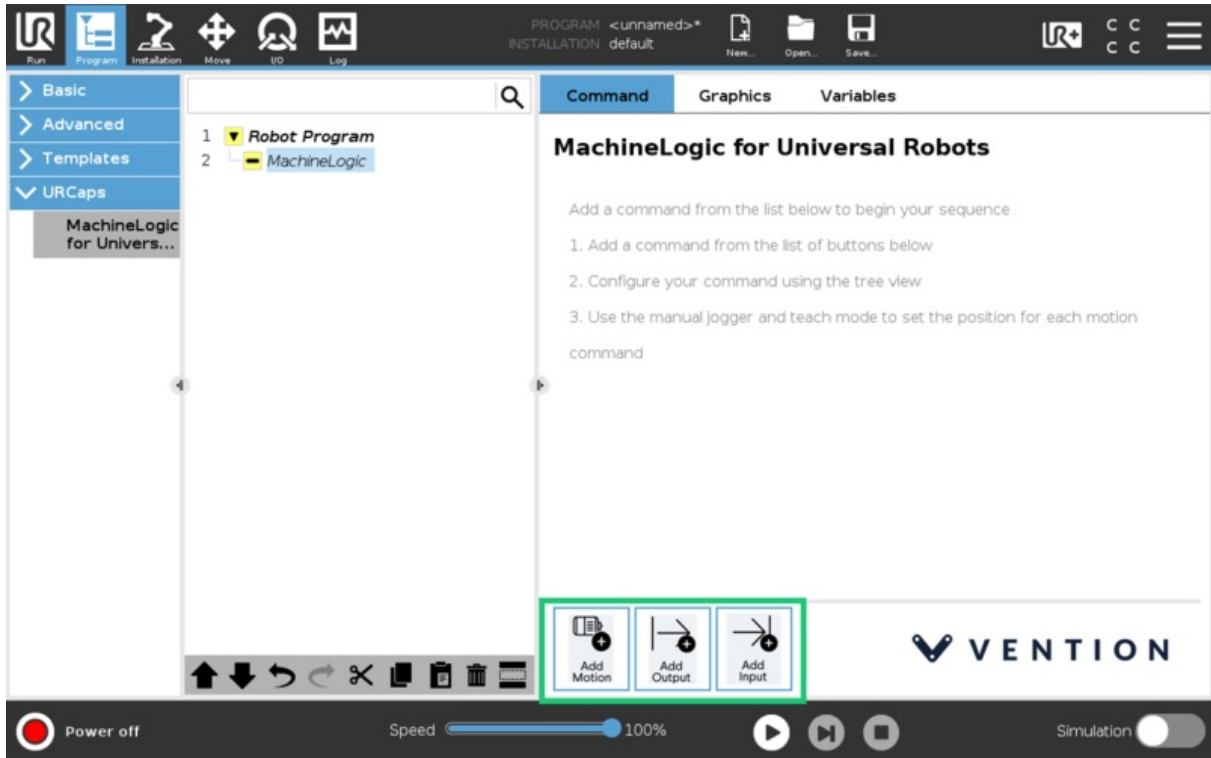 PROGRAM <unnamed>*
INSTALLATION default
UR
Run
Program
Installation
Move
I/O
Log
New...
Open...
Save...
UR+
C C
C C
Basic
Advanced
Templates
URCaps
MachineLogic
for Univers...
1 Robot Program
2 MachineLogic
Command Graphics Variables
MachineLogic for Universal Robots
Add a command from the list below to begin your sequence
1. Add a command from the list of buttons below
2. Configure your command using the tree view
3. Use the manual jogger and teach mode to set the position for each motion
command
Add
Motion
Add
Output
Add
Input
VENTION
Power off
Speed 100%
Simulation